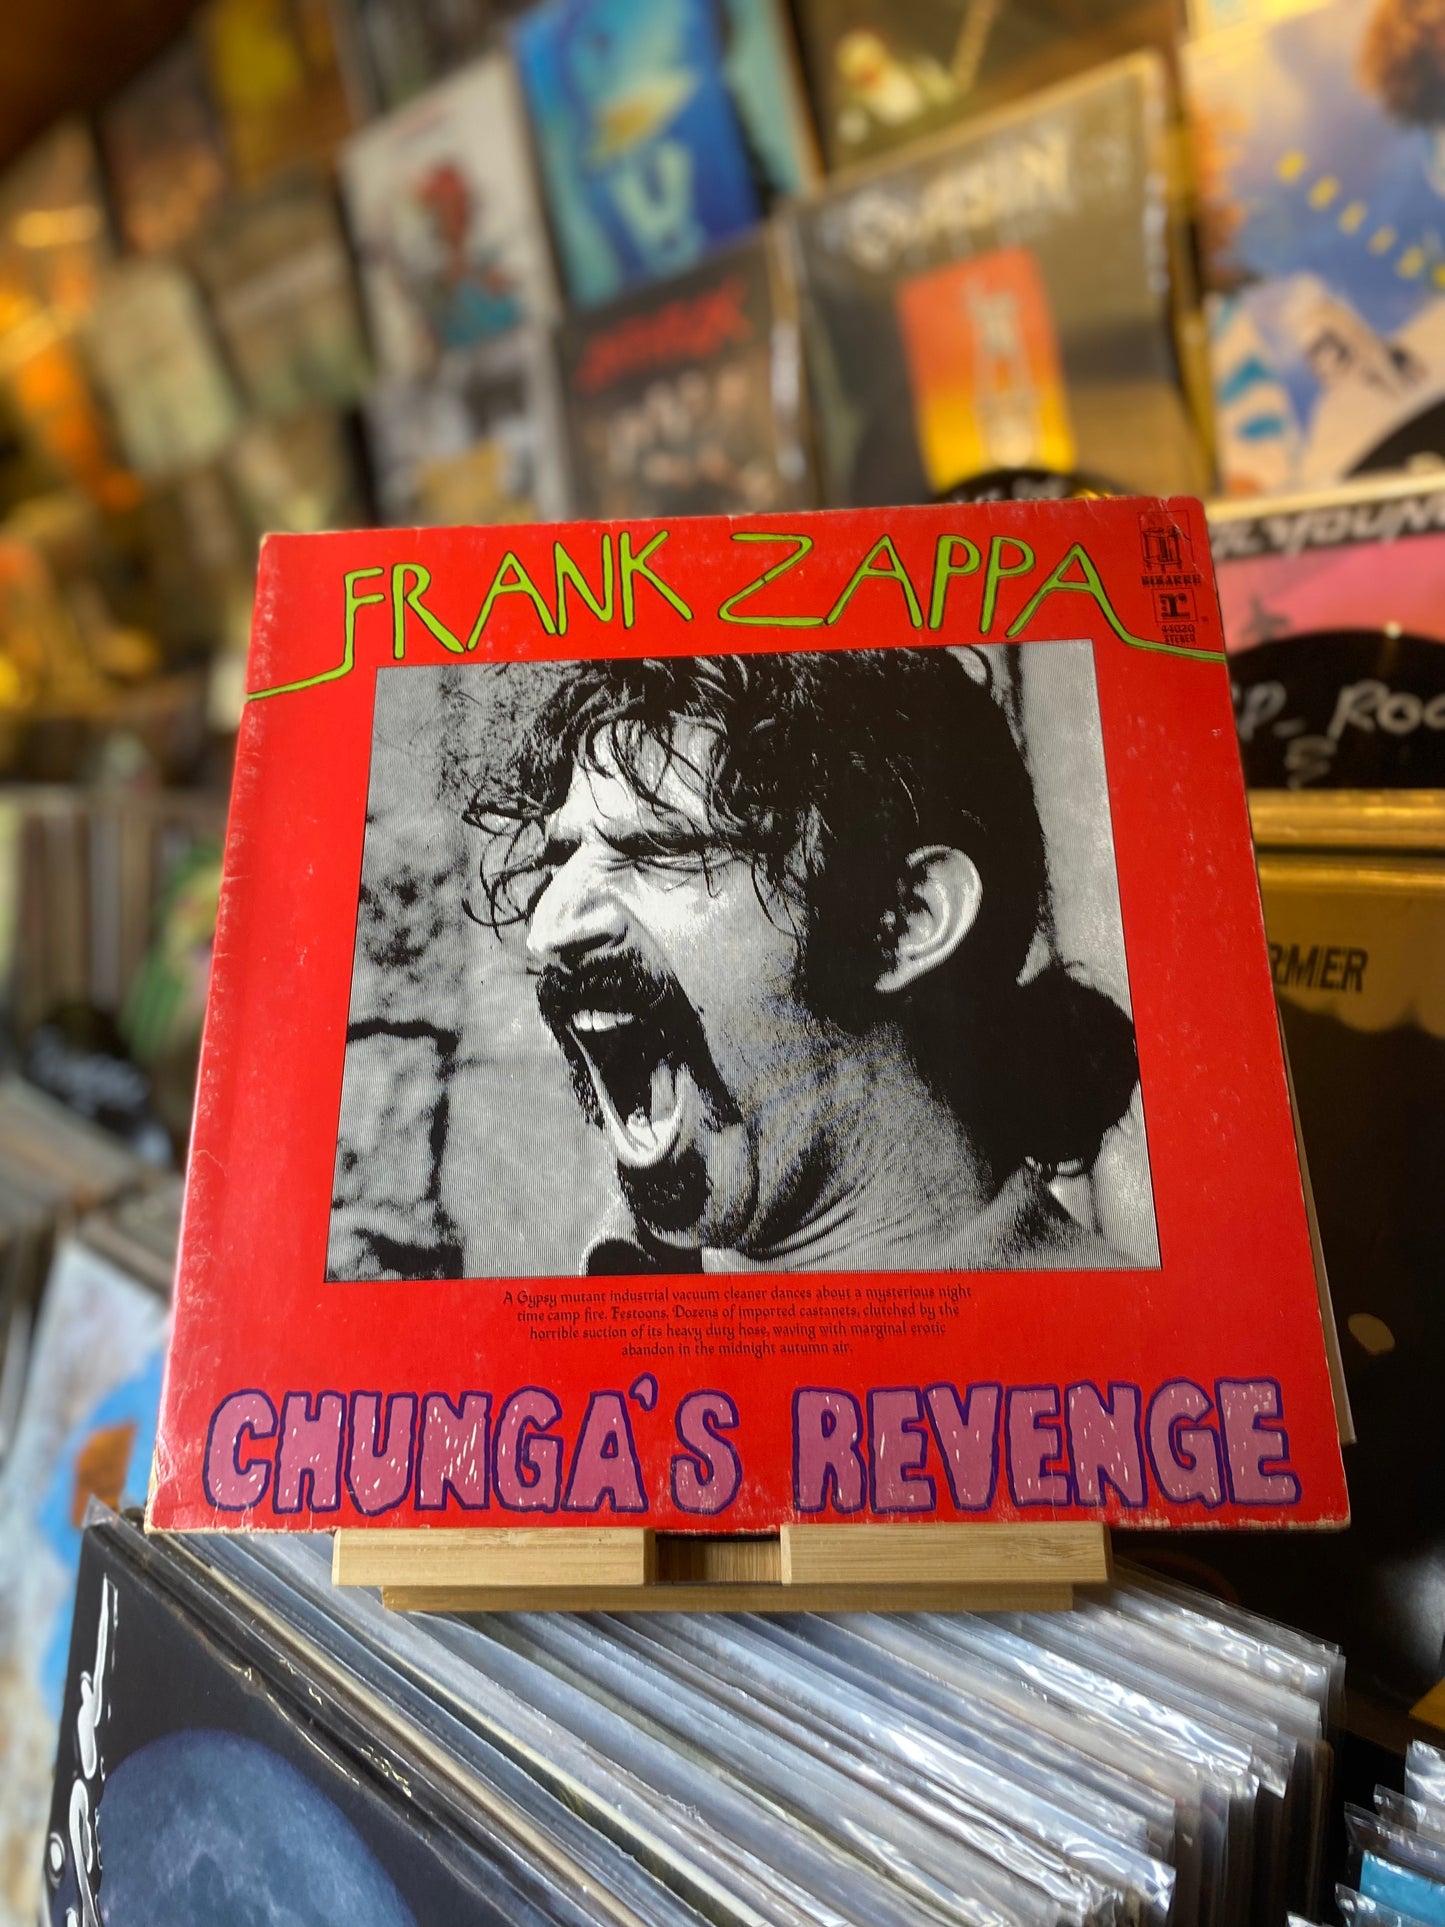 FRANK ZAPPA
BIZARRE
r
44020
STEREO
A Gypsy mutant industrial vacuum cleaner dances about a mysterious night
time camp fire. Festoons. Dozens of imported castanets, clutched by the
horrible suction of its heavy duty hose, waving with marginal erotic
abandon in the midnight autumn air.
CHUNGA'S REVENGE
YOUN
RMER